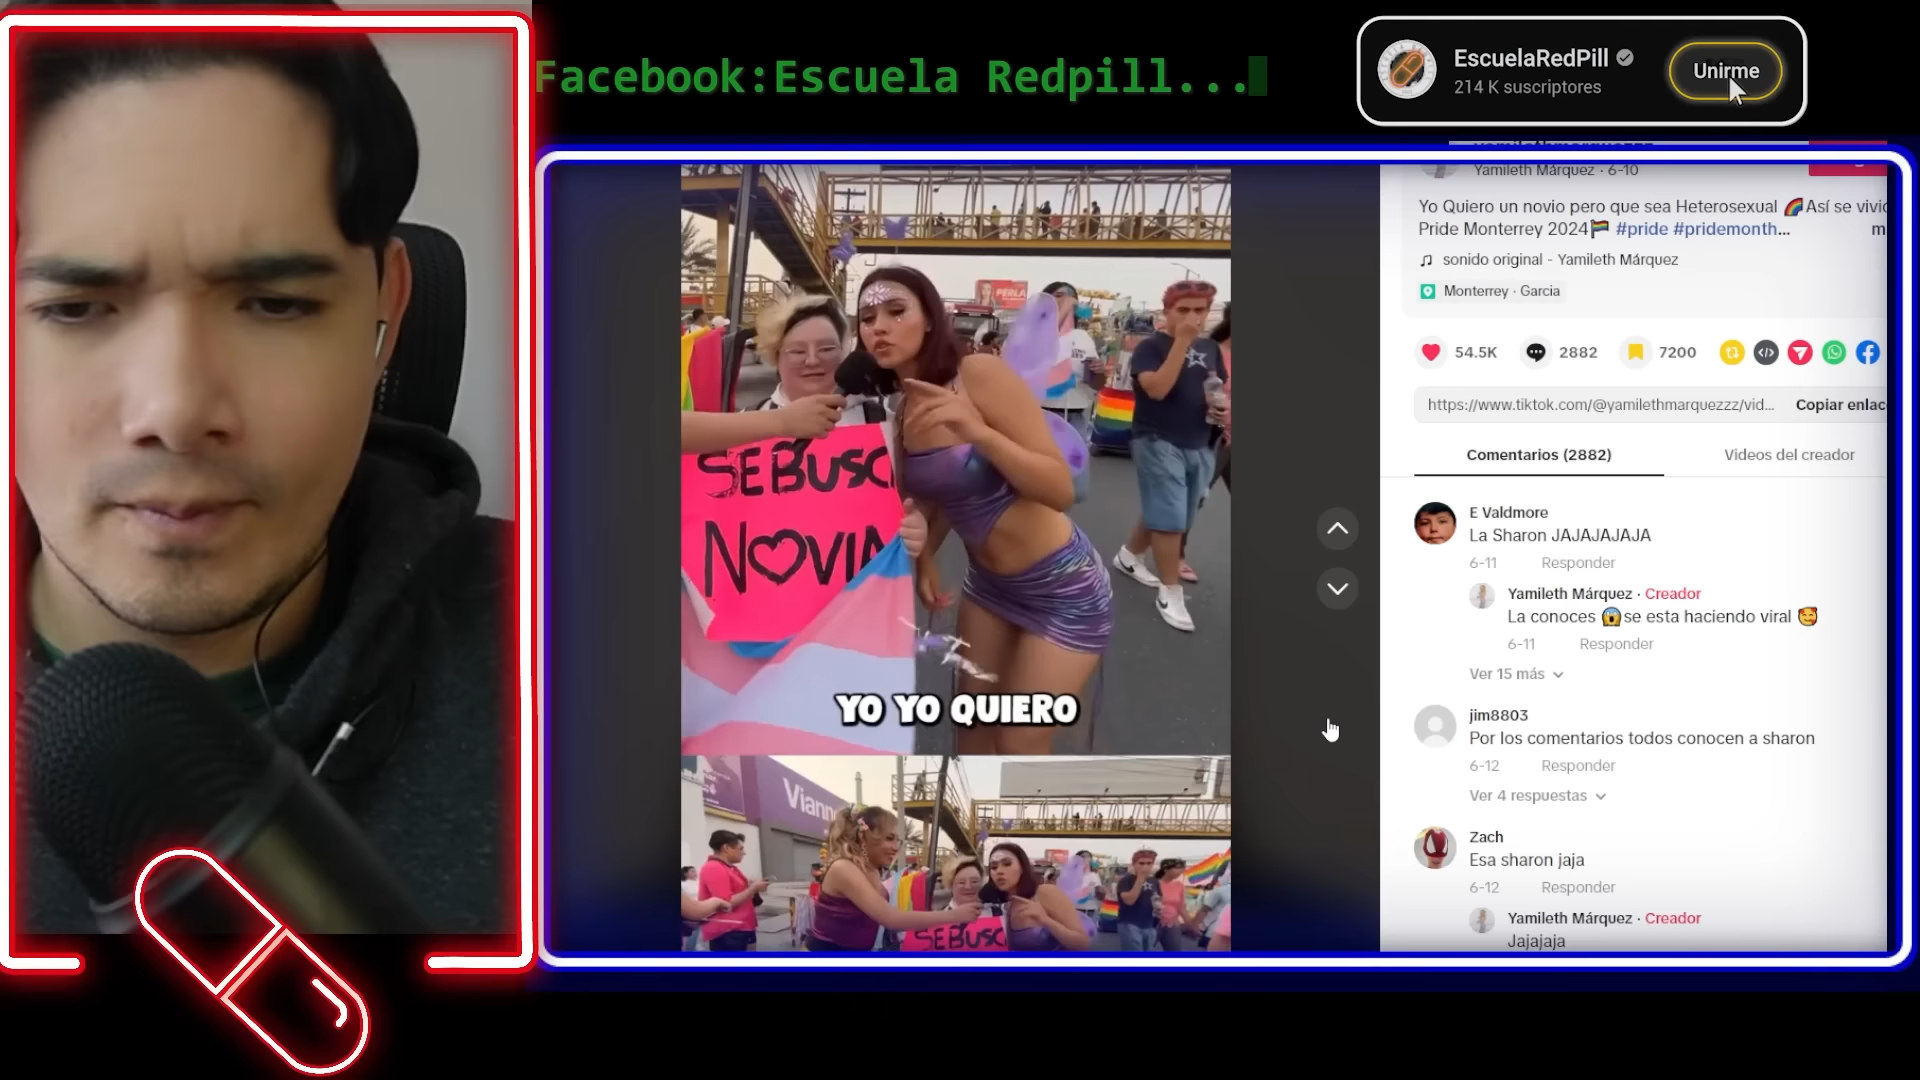 Facebook:Escuela Redpill...
EscuelaRedPill
214 K suscriptores
Unirme
Yamileth Márquez · 6-10
Yo Quiero un novio pero que sea Heterosexual 🌈Así se vivi
Pride Monterrey 2024🏳️‍🌈 #pride #pridemonth...
m
sonido original - Yamileth Márquez
Monterrey · Garcia
54.5K
2882
7200
https://www.tiktok.com/@yamilethmarquezzz/vid...
Copiar enlac
Comentarios (2882)
Videos del creador
E Valdmore
La Sharon JAJAJAJAJA
6-11 Responder
Yamileth Márquez · Creador
La conoces 😱se esta haciendo viral 🥰
6-11 Responder
Ver 15 más
jim8803
Por los comentarios todos conocen a sharon
6-12 Responder
Ver 4 respuestas
Zach
Esa sharon jaja
6-12 Responder
Yamileth Márquez · Creador
Jajajaja
PERLA
SE BUSC
NOVIA
YO YO QUIERO
Viann
SE BUSC